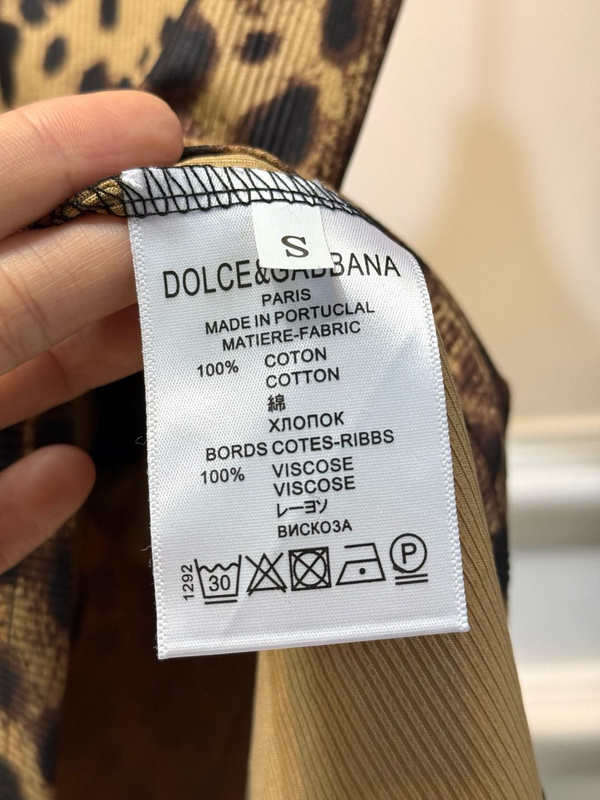 S
DOLCE&GABBANA
PARIS
MADE IN PORTUCLAL
MATIERE-FABRIC
100% COTON
COTTON
綿
ХЛОПОК
BORDS COTES-RIBBS
100% VISCOSE
VISCOSE
レーヨン
ВИСКОЗА
1292 30 P